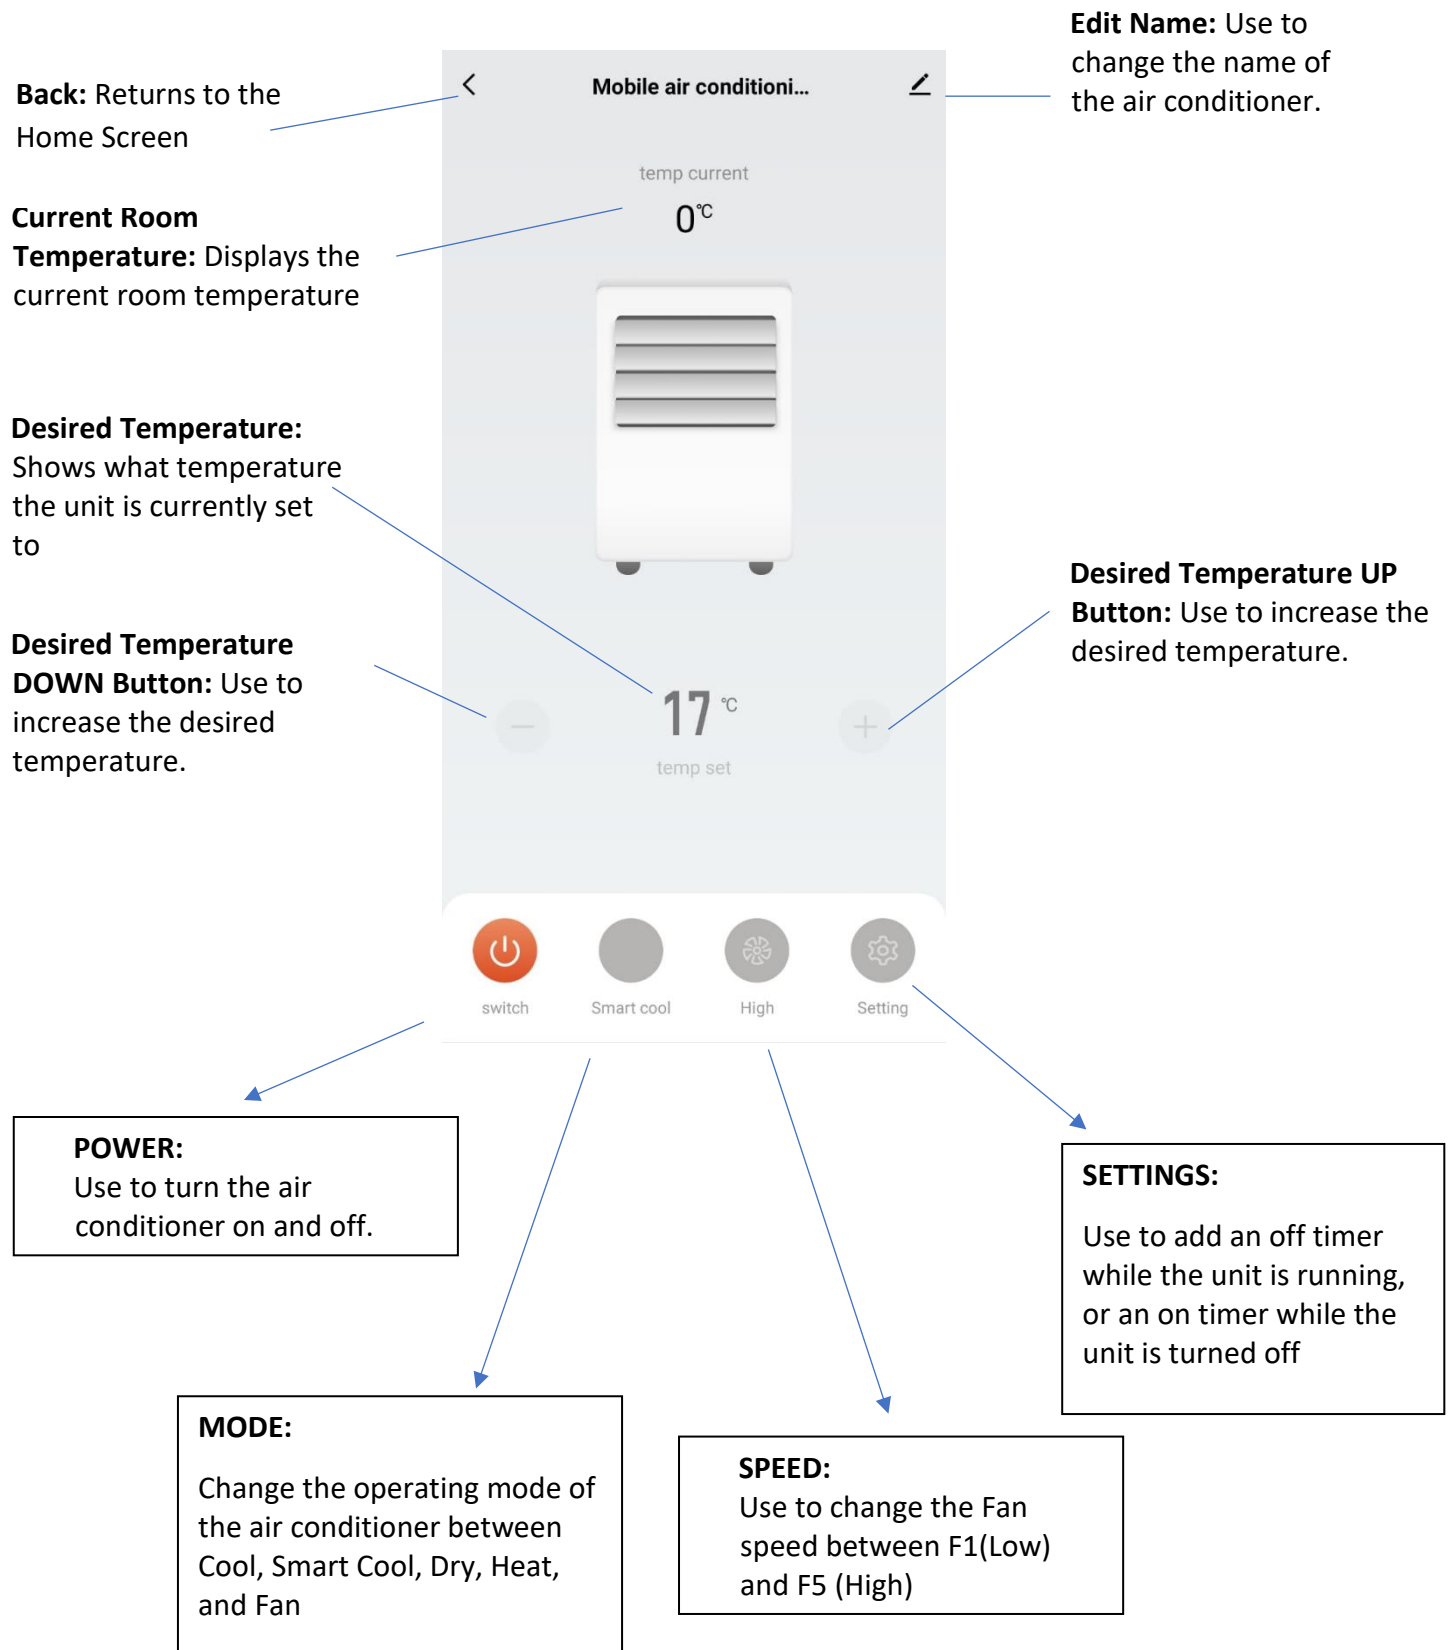 Edit Name: Use to
change the name of
the air conditioner.
Back: Returns to the
Home Screen
Mobile air conditioni...
temp current
0℃
Current Room
Temperature: Displays the
current room temperature
Desired Temperature:
Shows what temperature
the unit is currently set
to
Desired Temperature UP
Button: Use to increase the
desired temperature.
Desired Temperature
DOWN Button: Use to
increase the desired
temperature.
17 ℃
temp set
switch
Smart cool
High
Setting
POWER:
Use to turn the air
conditioner on and off.
SETTINGS:
Use to add an off timer
while the unit is running,
or an on timer while the
unit is turned off
MODE:
Change the operating mode of
the air conditioner between
Cool, Smart Cool, Dry, Heat,
and Fan
SPEED:
Use to change the Fan
speed between F1(Low)
and F5 (High)